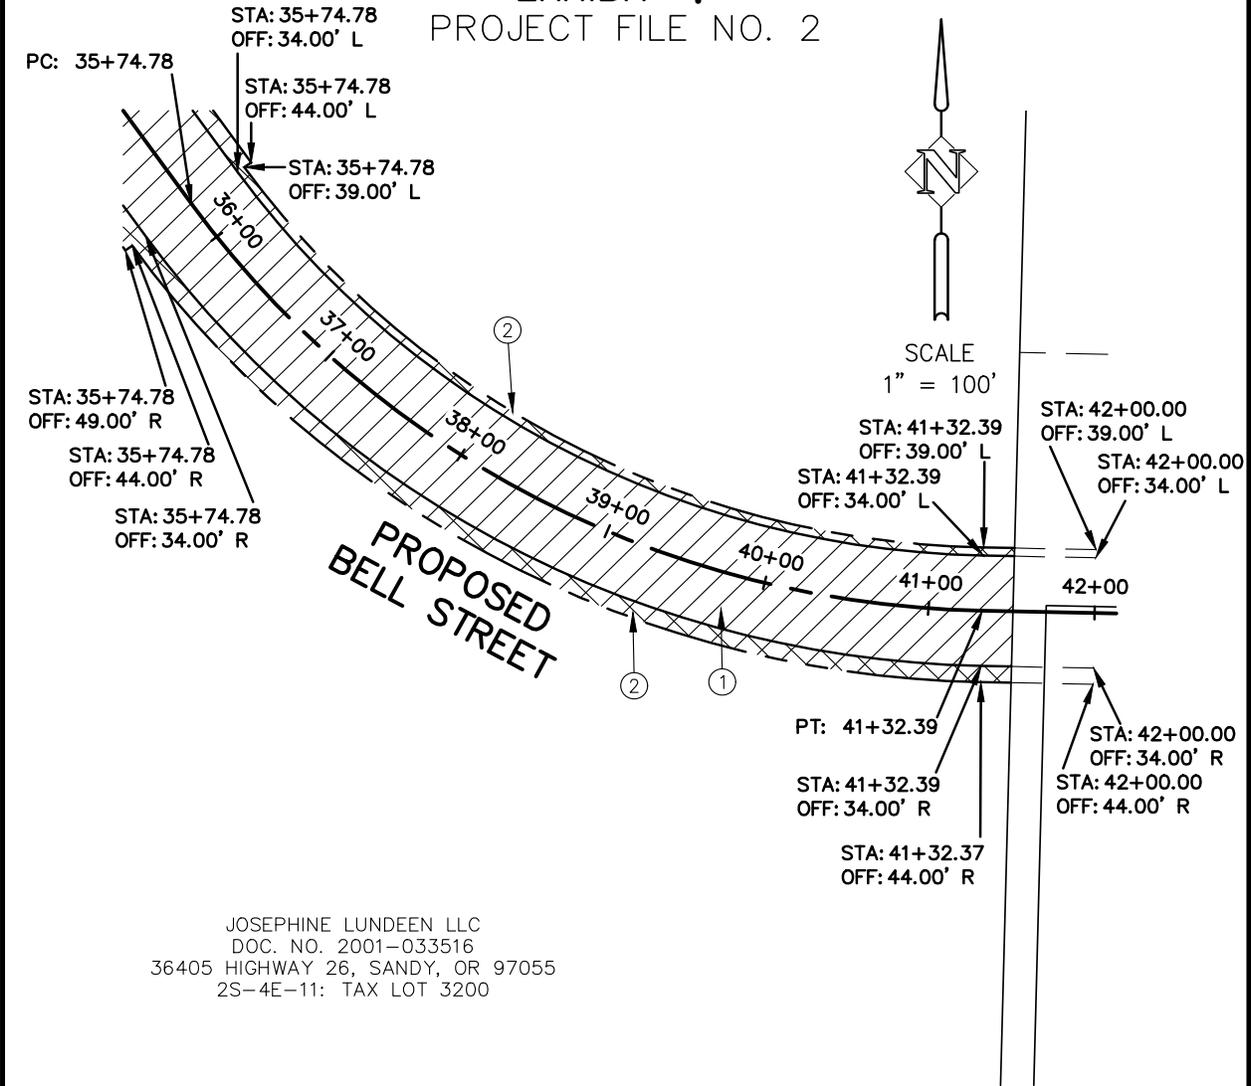 PROJECT FILE NO. 2
STA: 35+74.78
OFF: 34.00' L
PC: 35+74.78
STA: 35+74.78
OFF: 44.00' L
STA: 35+74.78
OFF: 39.00' L
N
36+00
37+00
38+00
39+00
40+00
41+00
42+00
2
SCALE
1" = 100'
STA: 35+74.78
OFF: 49.00' R
STA: 35+74.78
OFF: 44.00' R
STA: 35+74.78
OFF: 34.00' R
STA: 41+32.39
OFF: 39.00' L
STA: 41+32.39
OFF: 34.00' L
STA: 42+00.00
OFF: 39.00' L
STA: 42+00.00
OFF: 34.00' L
PROPOSED
BELL STREET
2
1
PT: 41+32.39
STA: 41+32.39
OFF: 34.00' R
STA: 41+32.37
OFF: 44.00' R
STA: 42+00.00
OFF: 34.00' R
STA: 42+00.00
OFF: 44.00' R
JOSEPHINE LUNDEEN LLC
DOC. NO. 2001-033516
36405 HIGHWAY 26, SANDY, OR 97055
2S-4E-11: TAX LOT 3200